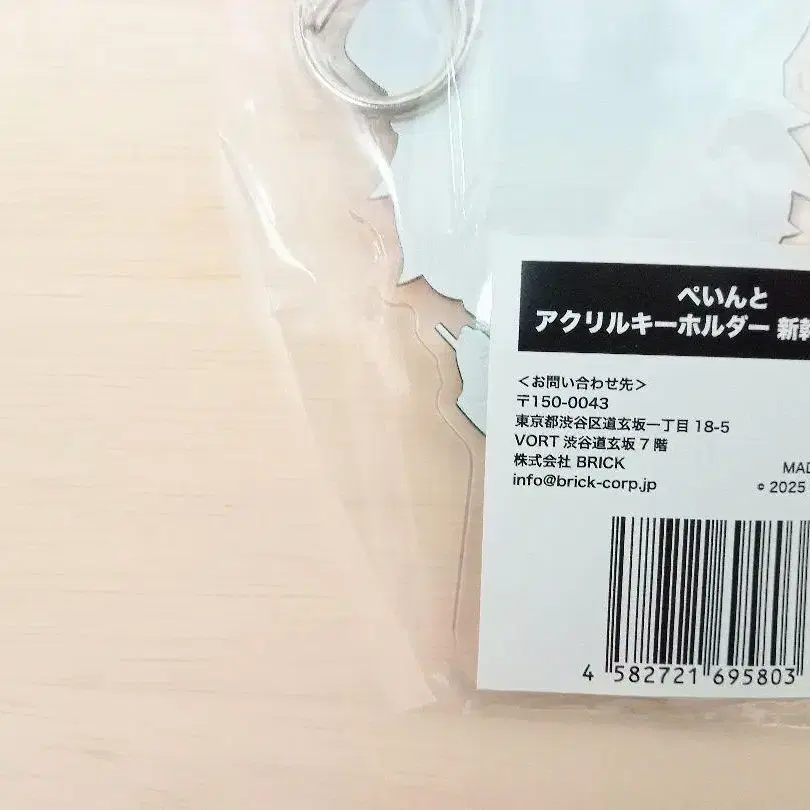 ぺいんと
アクリルキーホルダー 新
＜お問い合わせ先＞
〒150-0043
東京都渋谷区道玄坂一丁目 18-5
VORT 渋谷道玄坂 7 階
株式会社 BRICK
info@brick-corp.jp
MAD
© 2025
4 582721 695803